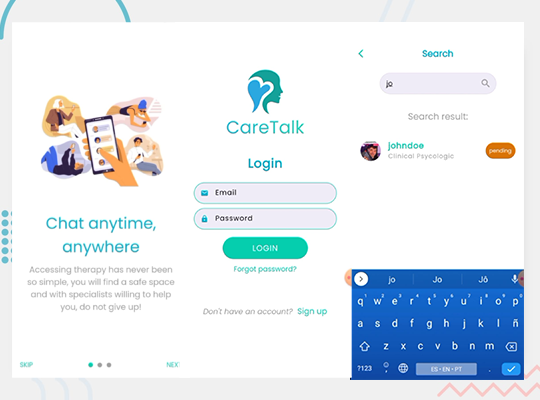 Chat anytime,
anywhere
Accessing therapy has never been
so simple, you will find a safe space
and with specialists willing to help
you, do not give up!
SKIP
NEX
CareTalk
Login
Email
Password
LOGIN
Forgot password?
Don't have an account? Sign up
Search
jo
Search result:
johndoe
Clinical Psycologic
pending
jo Jo Jô
q w e r t y u i o p
a s d f g h j k l ñ
z x c v b n m
?123 , ES • EN • PT .